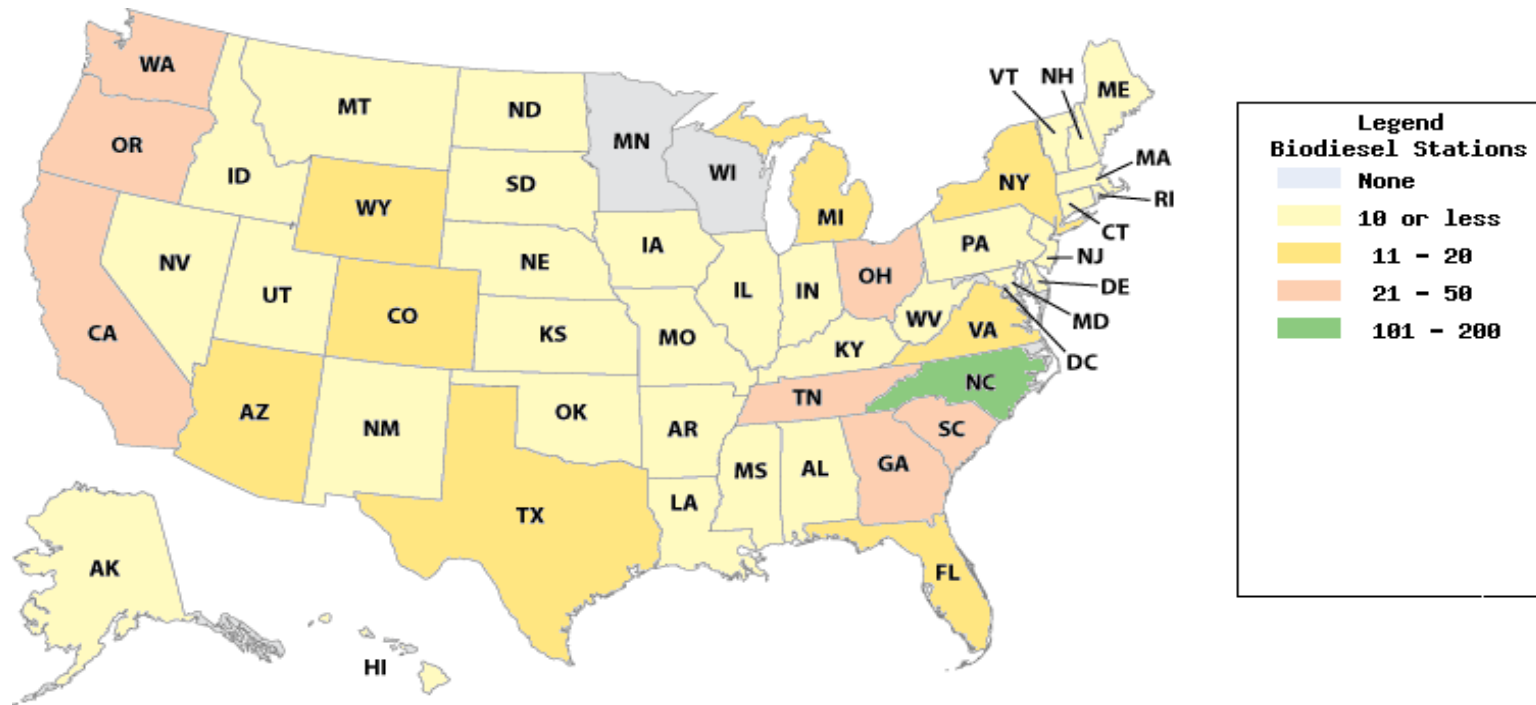 WA
MT
ND
MN
VT
NH
ME
OR
ID
SD
WI
MI
NY
MA
RI
CT
WY
NV
UT
CO
NE
IA
IL
IN
OH
PA
NJ
DE
MD
DC
CA
KS
MO
KY
WV
VA
AZ
NM
OK
AR
TN
NC
SC
MS
AL
GA
LA
TX
FL
AK
HI
Legend
Biodiesel Stations
None
10 or less
11 - 20
21 - 50
101 - 200